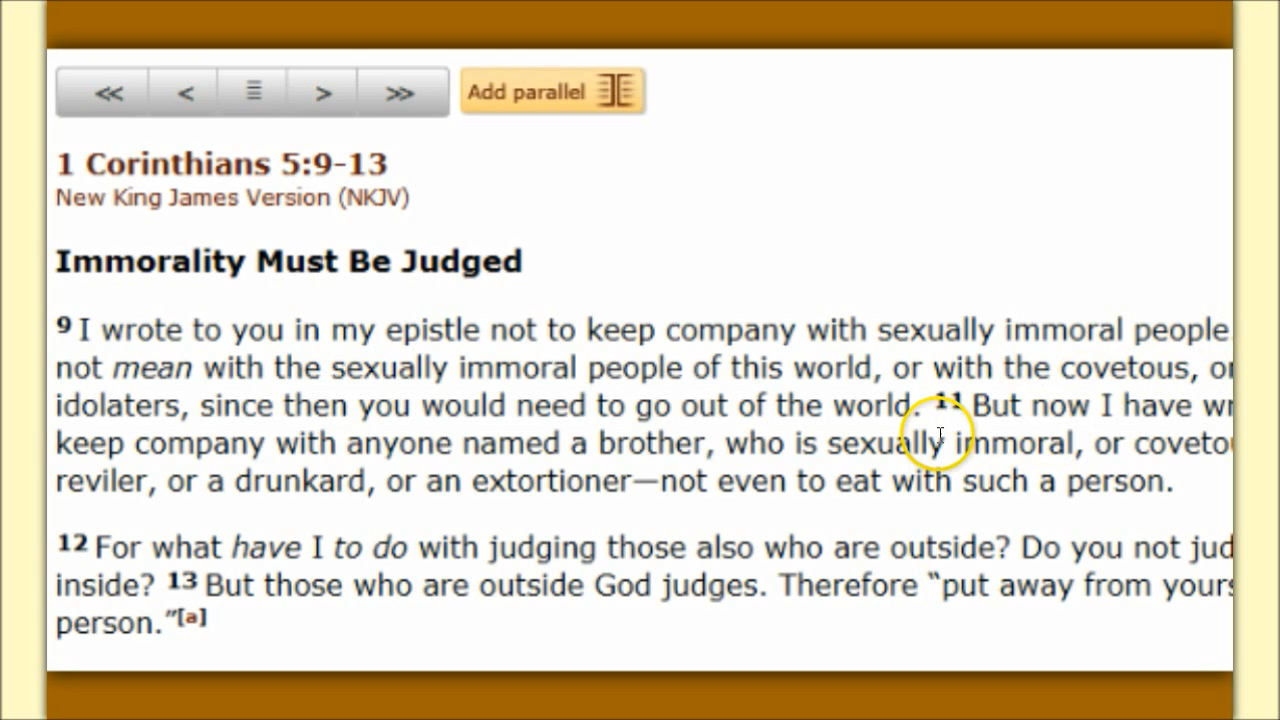 << < ≡ > >> Add parallel
1 Corinthians 5:9-13
New King James Version (NKJV)
Immorality Must Be Judged
9 I wrote to you in my epistle not to keep company with sexually immoral people.
not mean with the sexually immoral people of this world, or with the covetous, or
idolaters, since then you would need to go out of the world. 11 But now I have
keep company with anyone named a brother, who is sexually immoral, or
reviler, or a drunkard, or an extortioner—not even to eat with such a person.
12 For what have I to do with judging those also who are outside? Do you not
inside? 13 But those who are outside God judges. Therefore “put away from
person.”[a]